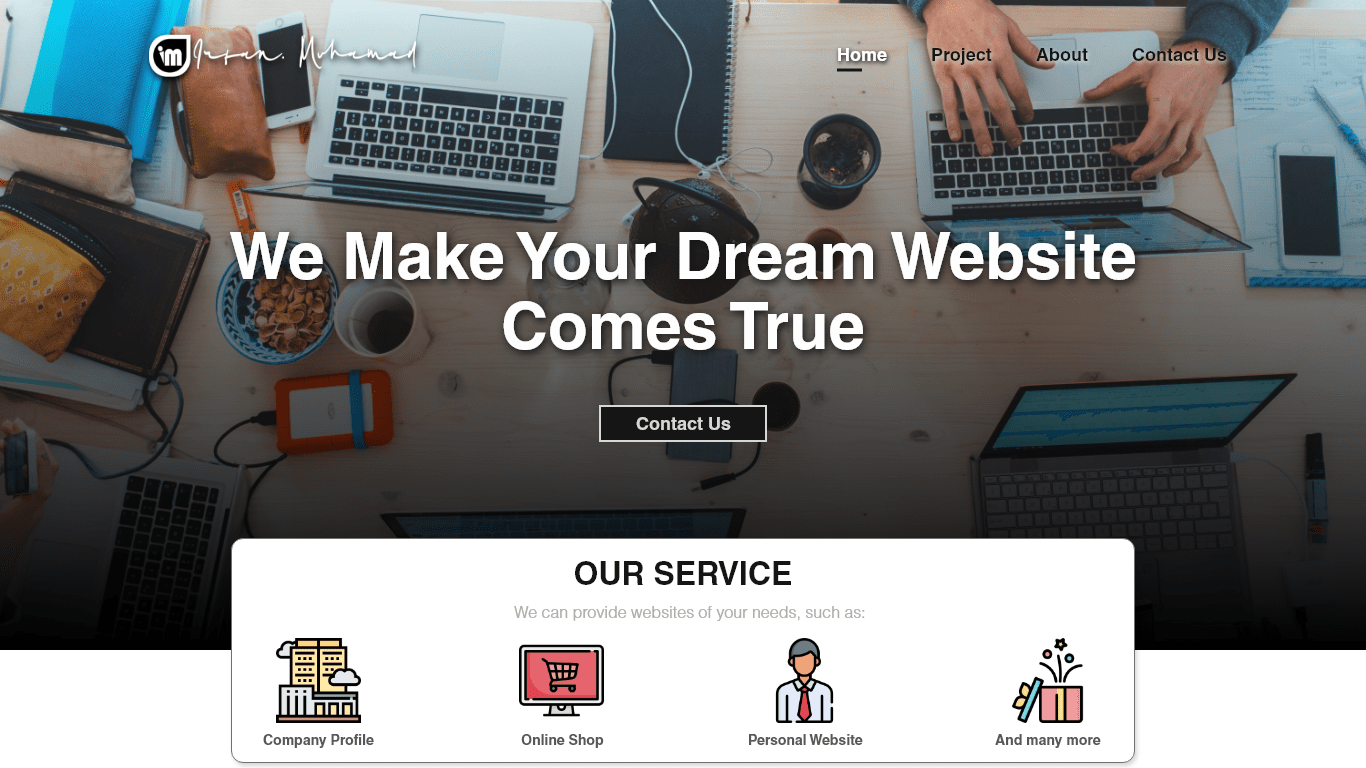 im Irfan. Mohamad
Home Project About Contact Us
We Make Your Dream Website
Comes True
Contact Us
OUR SERVICE
We can provide websites of your needs, such as:
Company Profile Online Shop Personal Website And many more